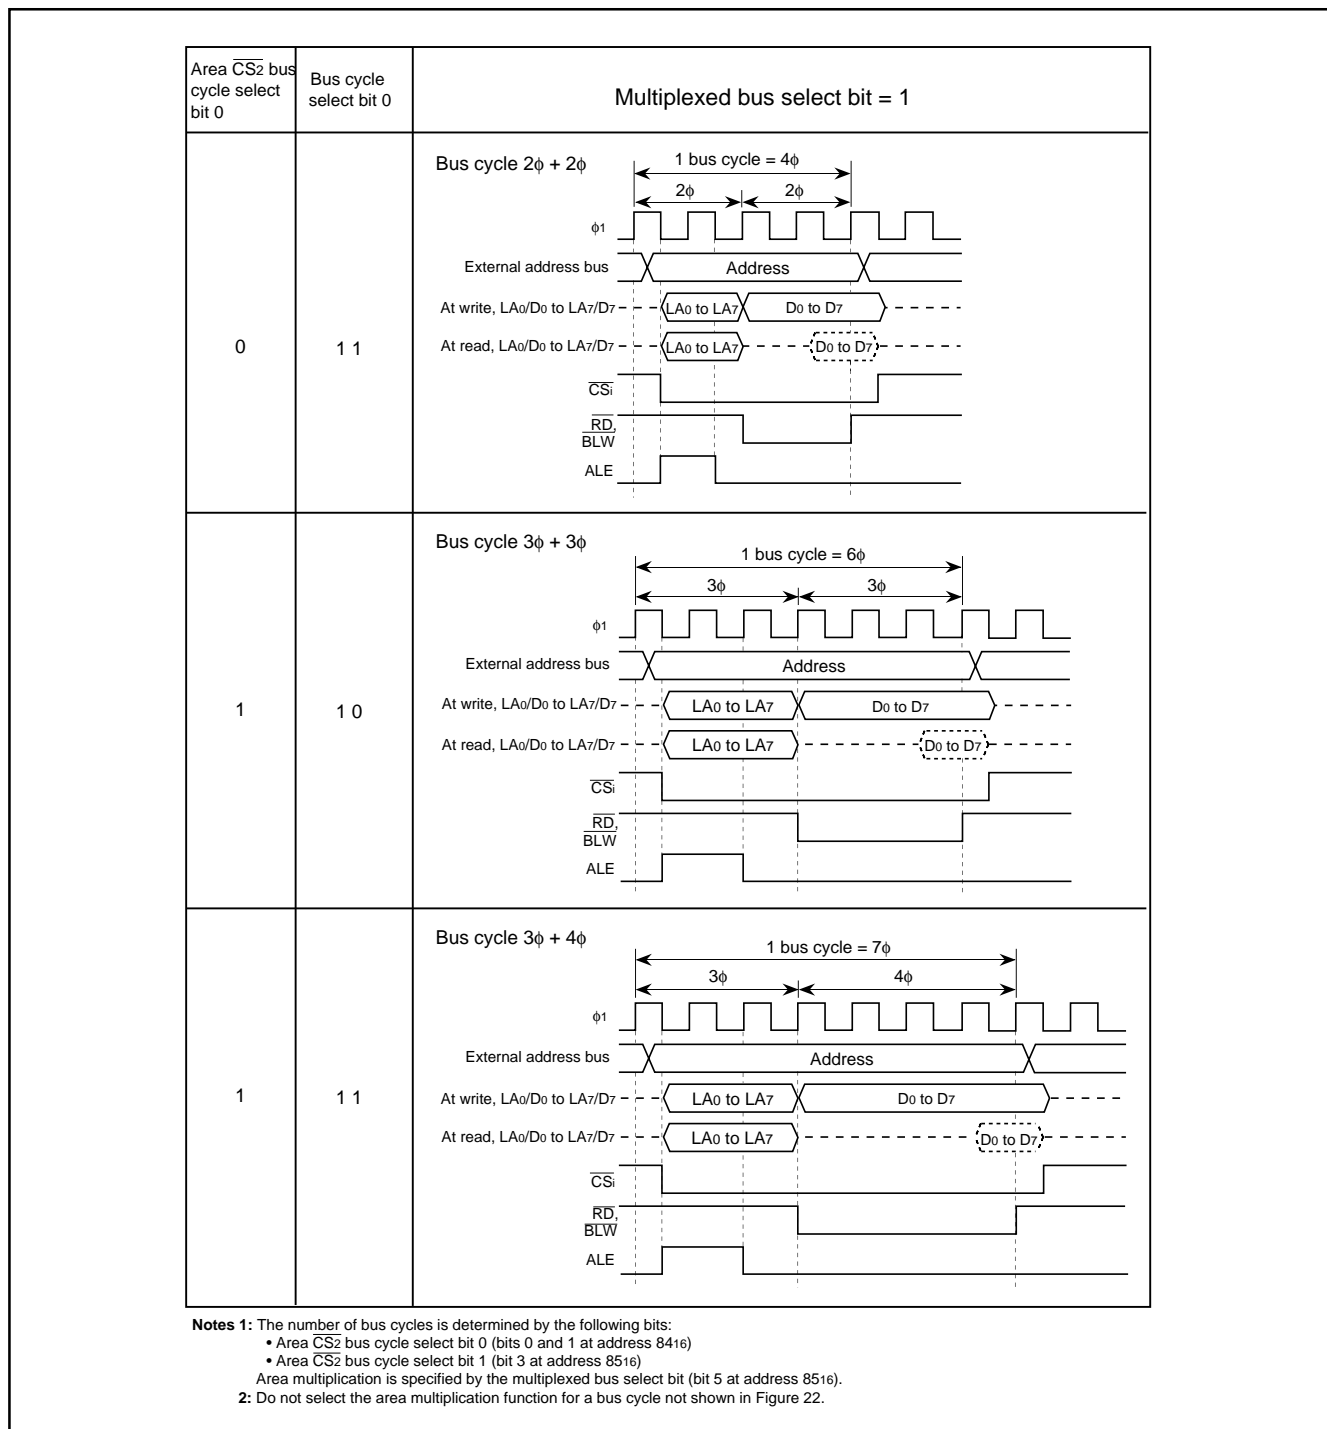 Area CS2 bus
cycle select
bit 0
Bus cycle
select bit 0
Multiplexed bus select bit = 1
0
1 1
Bus cycle 2ϕ + 2ϕ
1 bus cycle = 4ϕ
2ϕ 2ϕ
ϕ1
External address bus Address
At write, LA0/D0 to LA7/D7 LA0 to LA7 D0 to D7
At read, LA0/D0 to LA7/D7 LA0 to LA7 D0 to D7
CSi
RD,
BLW
ALE
1
1 0
Bus cycle 3ϕ + 3ϕ
1 bus cycle = 6ϕ
3ϕ 3ϕ
ϕ1
External address bus Address
At write, LA0/D0 to LA7/D7 LA0 to LA7 D0 to D7
At read, LA0/D0 to LA7/D7 LA0 to LA7 D0 to D7
CSi
RD,
BLW
ALE
1
1 1
Bus cycle 3ϕ + 4ϕ
1 bus cycle = 7ϕ
3ϕ 4ϕ
ϕ1
External address bus Address
At write, LA0/D0 to LA7/D7 LA0 to LA7 D0 to D7
At read, LA0/D0 to LA7/D7 LA0 to LA7 D0 to D7
CSi
RD,
BLW
ALE
Notes 1: The number of bus cycles is determined by the following bits:
• Area CS2 bus cycle select bit 0 (bits 0 and 1 at address 8416)
• Area CS2 bus cycle select bit 1 (bit 3 at address 8516)
Area multiplication is specified by the multiplexed bus select bit (bit 5 at address 8516).
2: Do not select the area multiplication function for a bus cycle not shown in Figure 22.